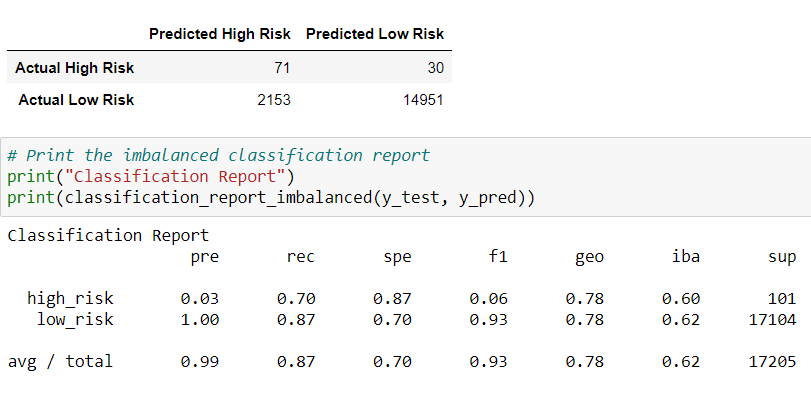 Predicted High Risk Predicted Low Risk
Actual High Risk 71 30
Actual Low Risk 2153 14951
# Print the imbalanced classification report
print("Classification Report")
print(classification_report_imbalanced(y_test, y_pred))
Classification Report
pre rec spe f1 geo iba sup
high_risk 0.03 0.70 0.87 0.06 0.78 0.60 101
low_risk 1.00 0.87 0.70 0.93 0.78 0.62 17104
avg / total 0.99 0.87 0.70 0.93 0.78 0.62 17205